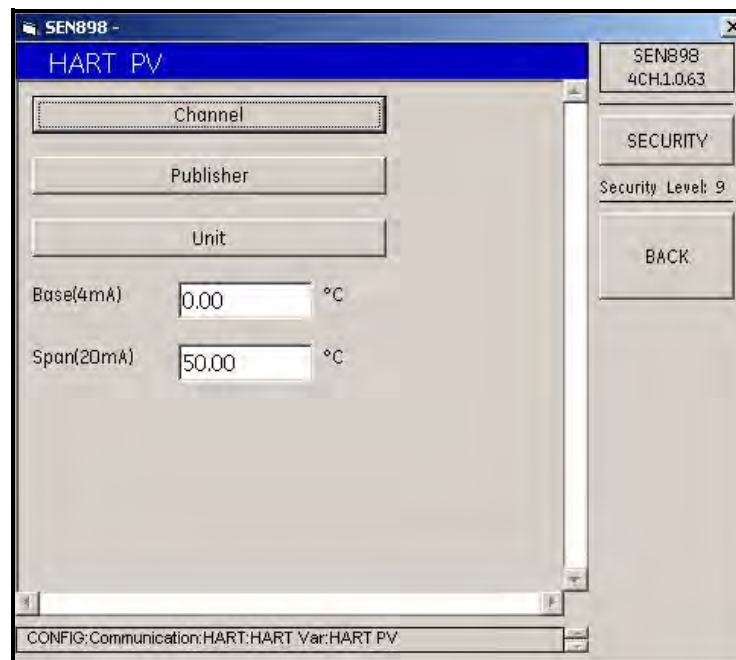 SEN898 -
HART PV
SEN898
4CH.1.0.63
Channel
SECURITY
Publisher
Security Level: 9
Unit
BACK
Base(4mA) 0.00 °C
Span(20mA) 50.00 °C
CONFIG:Communication:HART:HART Var:HART PV